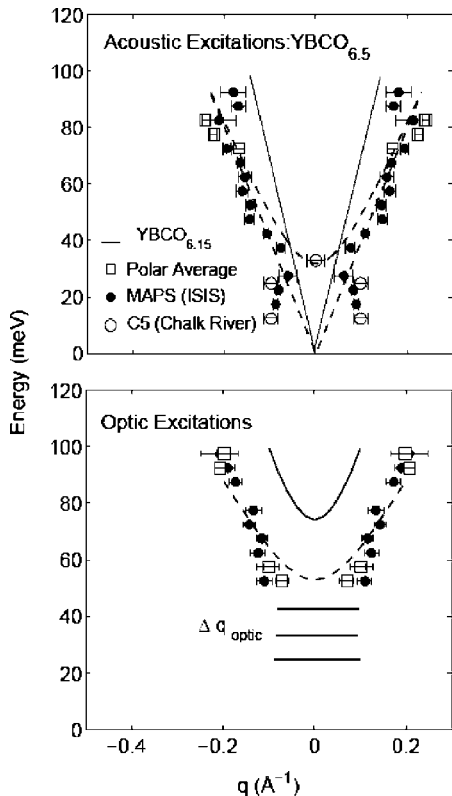 Acoustic Excitations:YBCO6.5
120
100
80
60
40
20
0
YBCO6.15
Polar Average
MAPS (ISIS)
C5 (Chalk River)
Energy (meV)
Optic Excitations
120
100
80
60
40
20
0
Δ q optic
−0.4
−0.2
0
0.2
q (A−1)